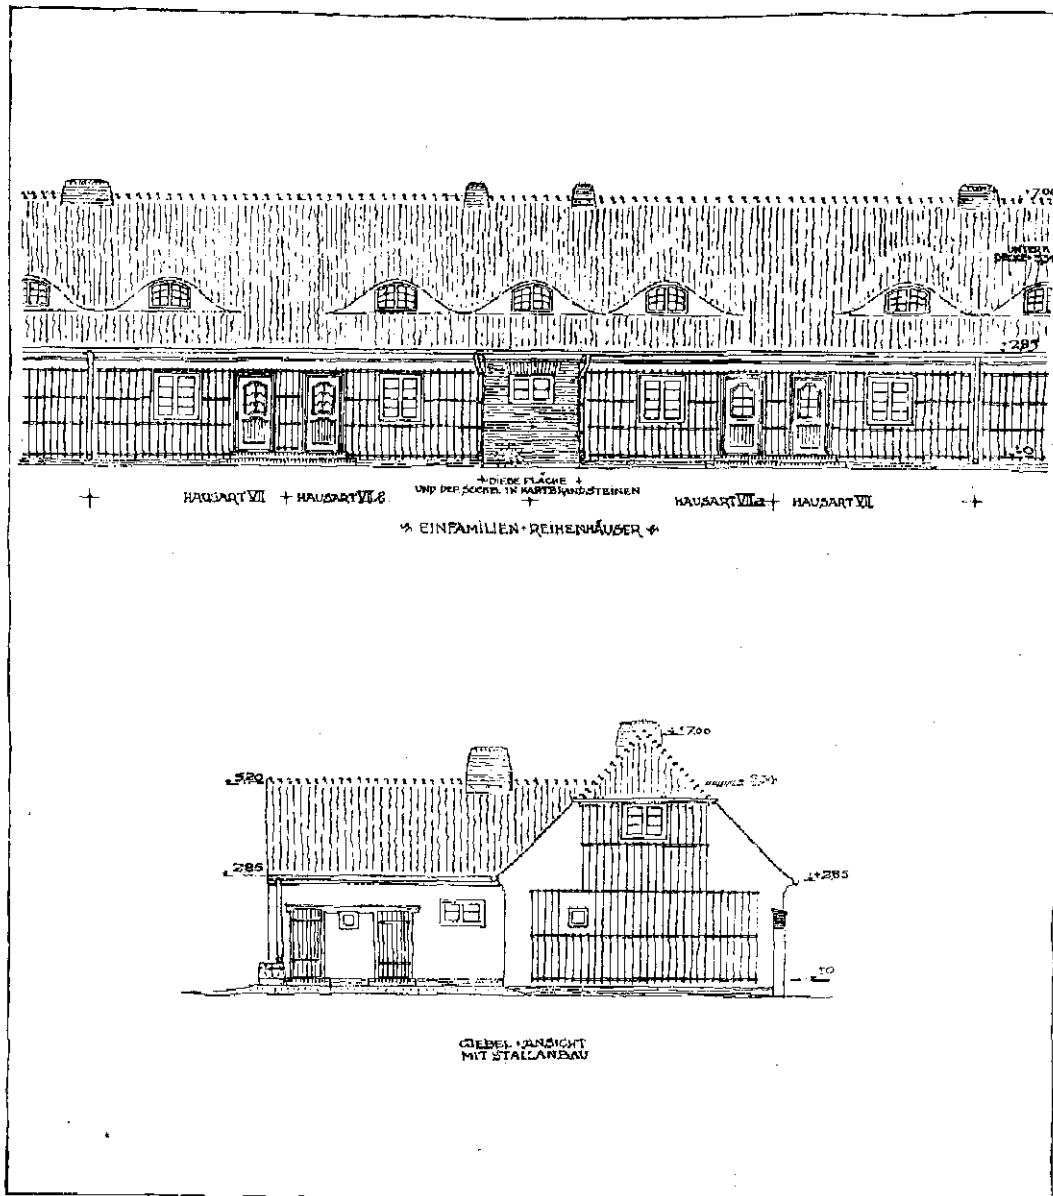 +700
UNTERK
+285
±0
HAUSART VII + HAUSART VII.b.
+ DIESE FLÄCHE +
UND DER SOCKEL IN HARTBRANDSTEINEN
HAUSART VIIa + HAUSART VII
EINFAMILIEN-REIHENHÄUSER
+700
+520
+285
+285
±0
GIEBEL-ANSICHT
MIT STALLANBAU